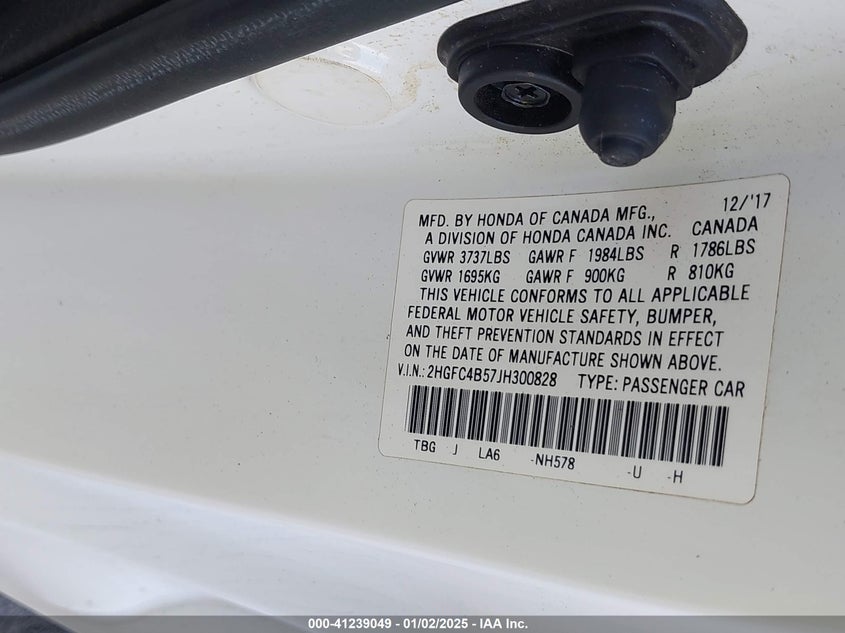 12/'17
MFD. BY HONDA OF CANADA MFG.,
A DIVISION OF HONDA CANADA INC. CANADA
GVWR 3737LBS GAWR F 1984LBS R 1786LBS
GVWR 1695KG GAWR F 900KG R 810KG
THIS VEHICLE CONFORMS TO ALL APPLICABLE
FEDERAL MOTOR VEHICLE SAFETY, BUMPER,
AND THEFT PREVENTION STANDARDS IN EFFECT
ON THE DATE OF MANUFACTURE SHOWN ABOVE.
V.I.N.: 2HGFC4B57JH300828 TYPE: PASSENGER CAR
TBG J LA6 -NH578 -U -H
000-41239049 - 01/02/2025 - IAA Inc.